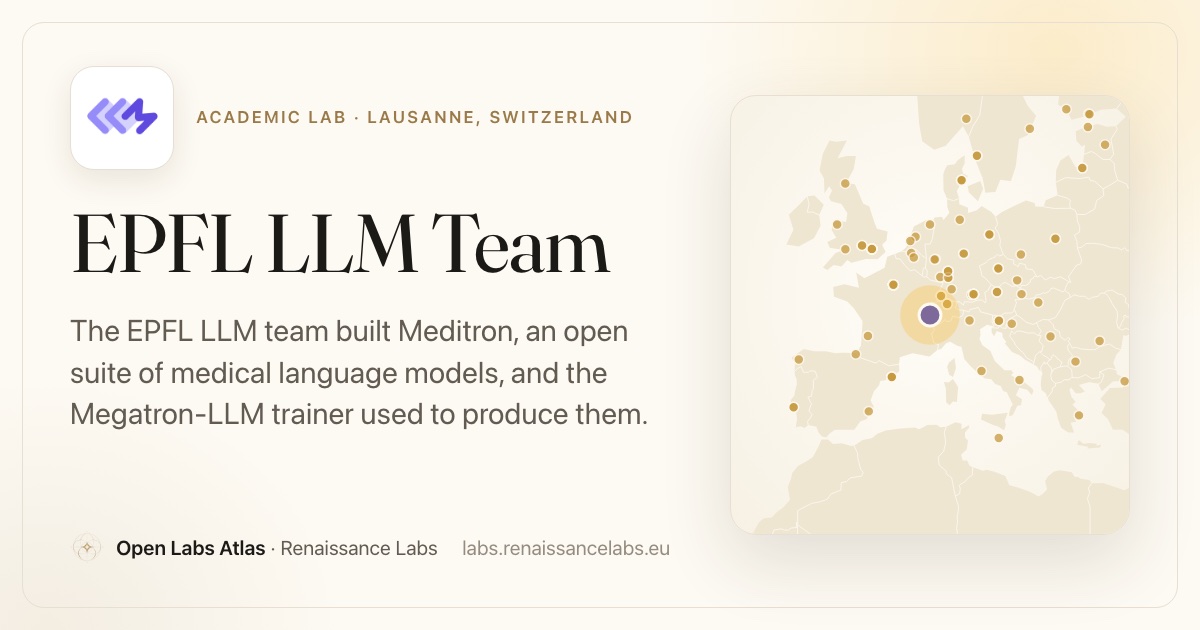 ACADEMIC LAB · LAUSANNE, SWITZERLAND
EPFL LLM Team
The EPFL LLM team built Meditron, an open
suite of medical language models, and the
Megatron-LLM trainer used to produce them.
Open Labs Atlas · Renaissance Labs labs.renaissancelabs.eu